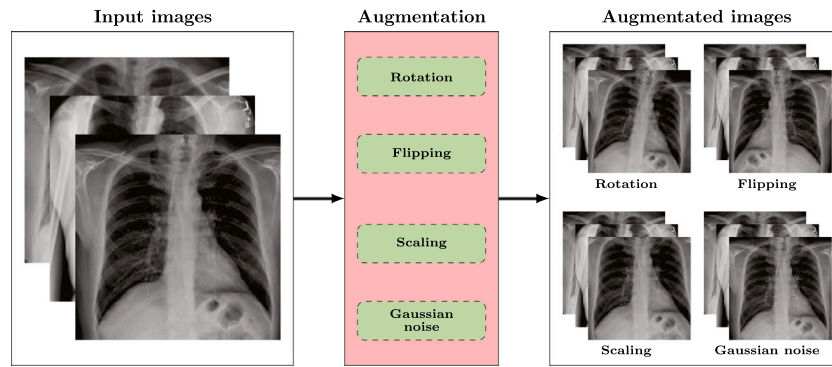 Input images
Augmentation
Augmentated images
Rotation
Flipping
Scaling
Gaussian
noise
Rotation
Flipping
Scaling
Gaussian noise